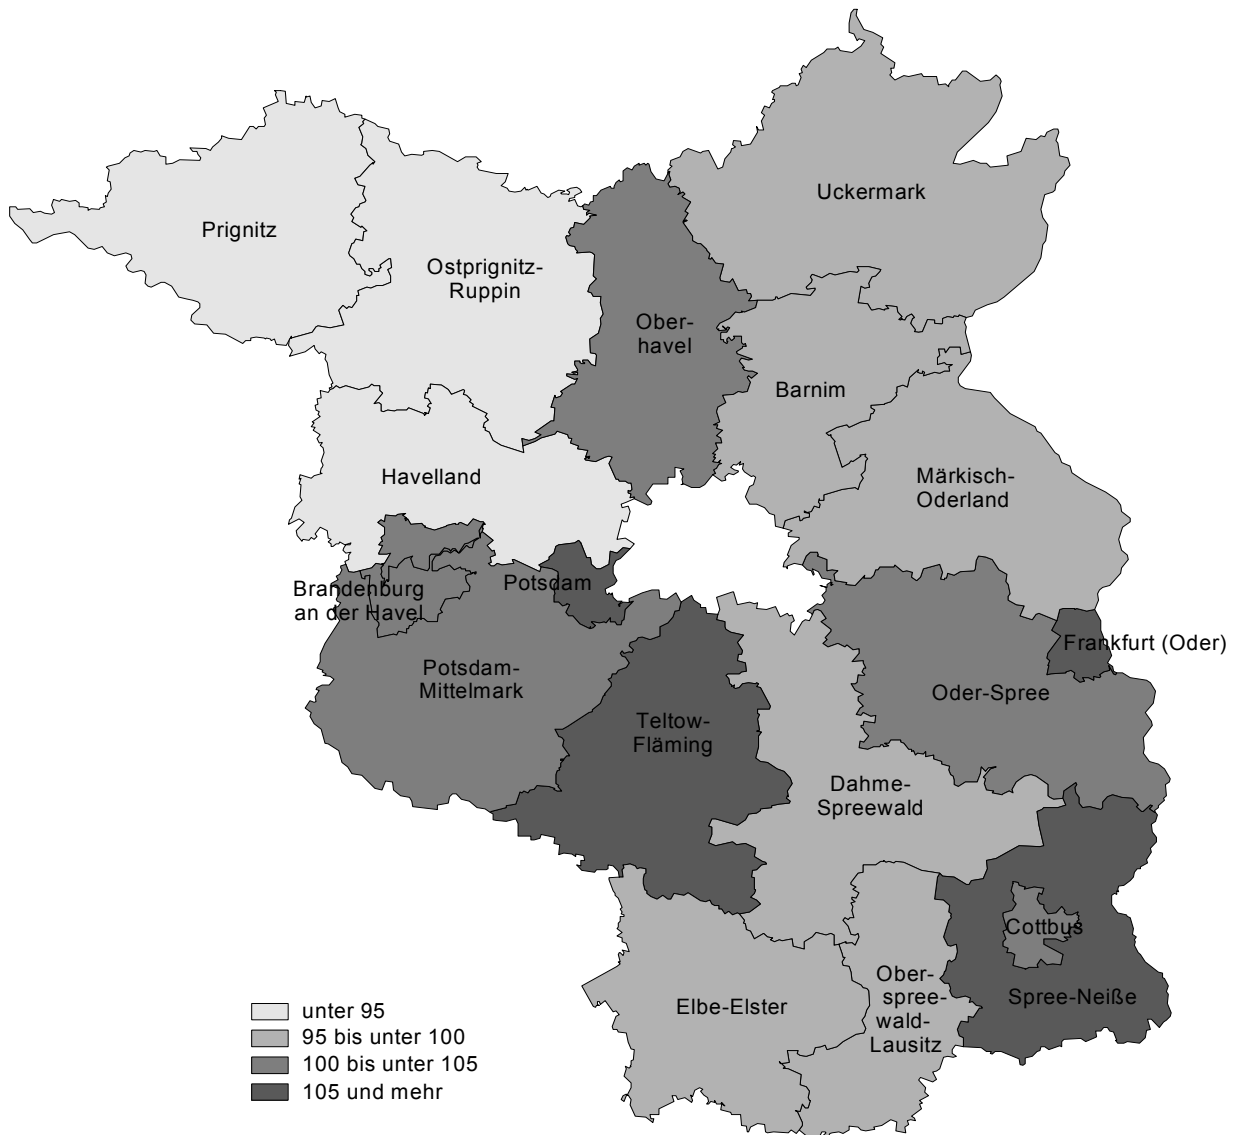 Uckermark
Prignitz
Ostprignitz-
Ruppin
Ober-
havel
Barnim
Havelland
Märkisch-
Oderland
Brandenburg
an der Havel
Potsdam
Frankfurt (Oder)
Potsdam-
Mittelmark
Oder-Spree
Teltow-
Fläming
Dahme-
Spreewald
Cottbus
Ober-
spree-
wald-
Lausitz
Elbe-Elster
Spree-Neiße
unter 95
95 bis unter 100
100 bis unter 105
105 und mehr